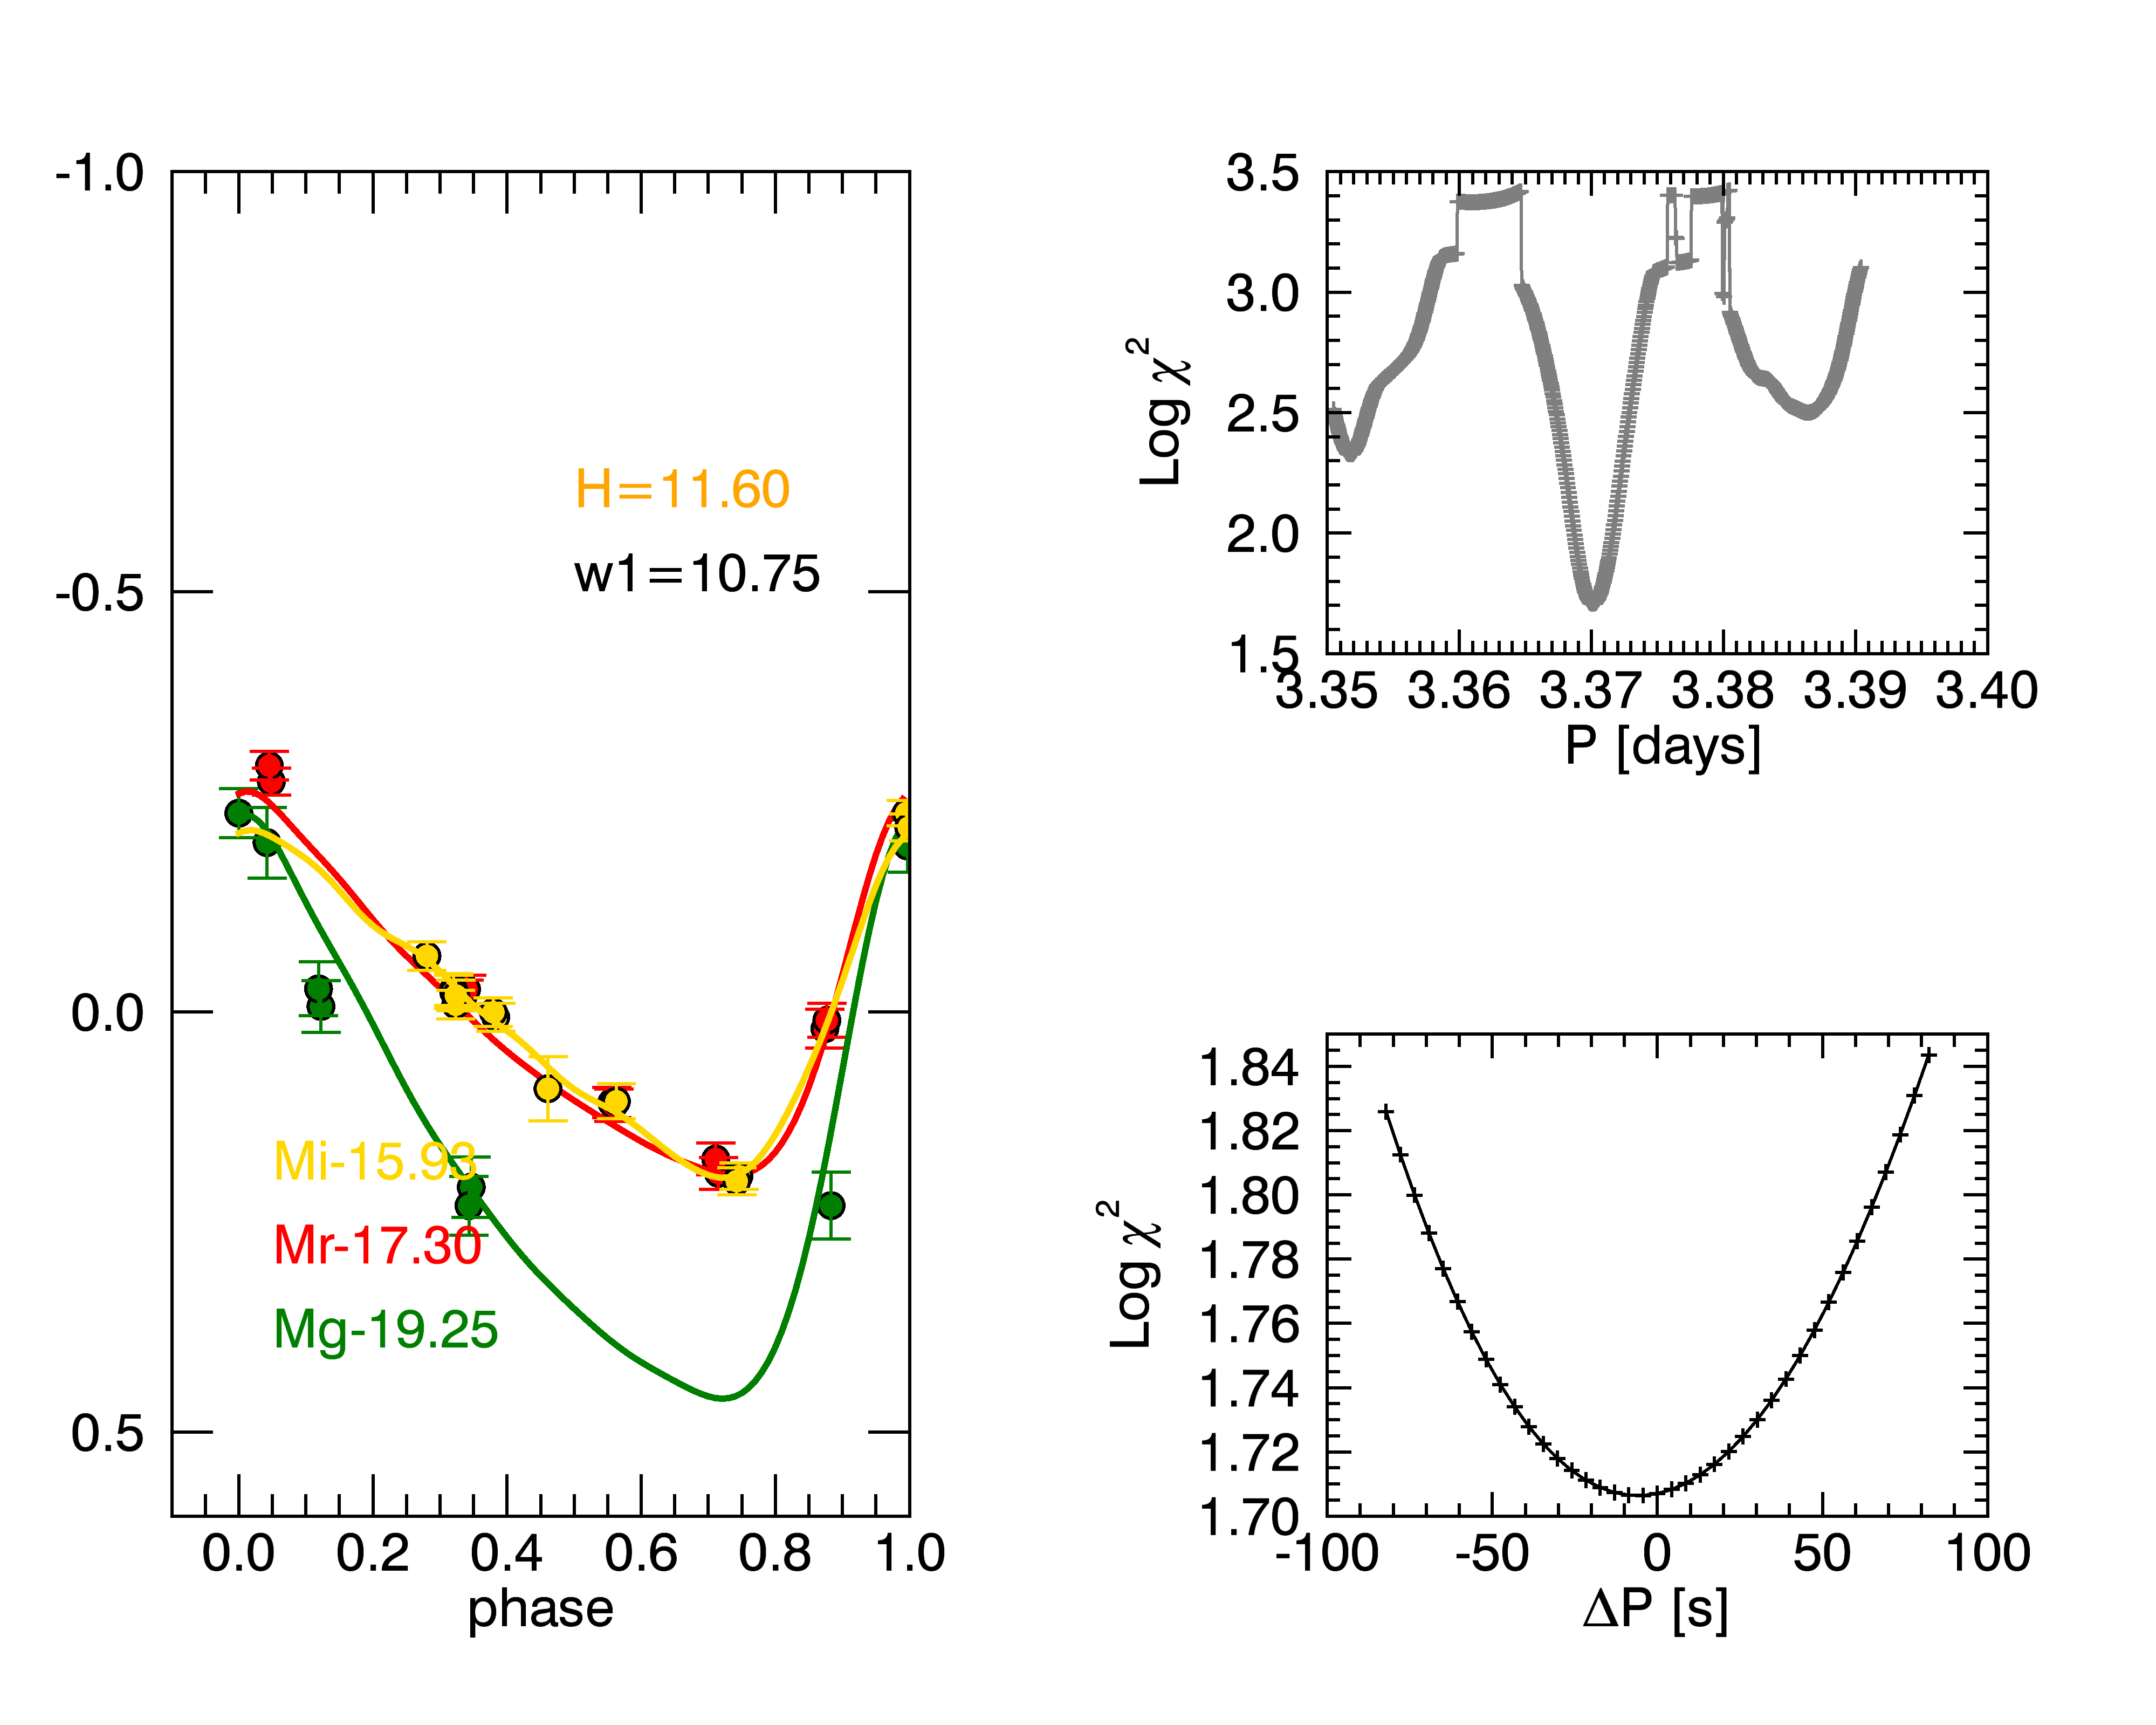 -1.0
-0.5
0.0
0.5
H=11.60
w1=10.75
Mi-15.93
Mr-17.30
Mg-19.25
0.0 0.2 0.4 0.6 0.8 1.0
phase
3.5
3.0
2.5
2.0
1.5
Log χ²
3.35 3.36 3.37 3.38 3.39 3.40
P [days]
1.84
1.82
1.80
1.78
1.76
1.74
1.72
1.70
Log χ²
-100 -50 0 50 100
ΔP [s]